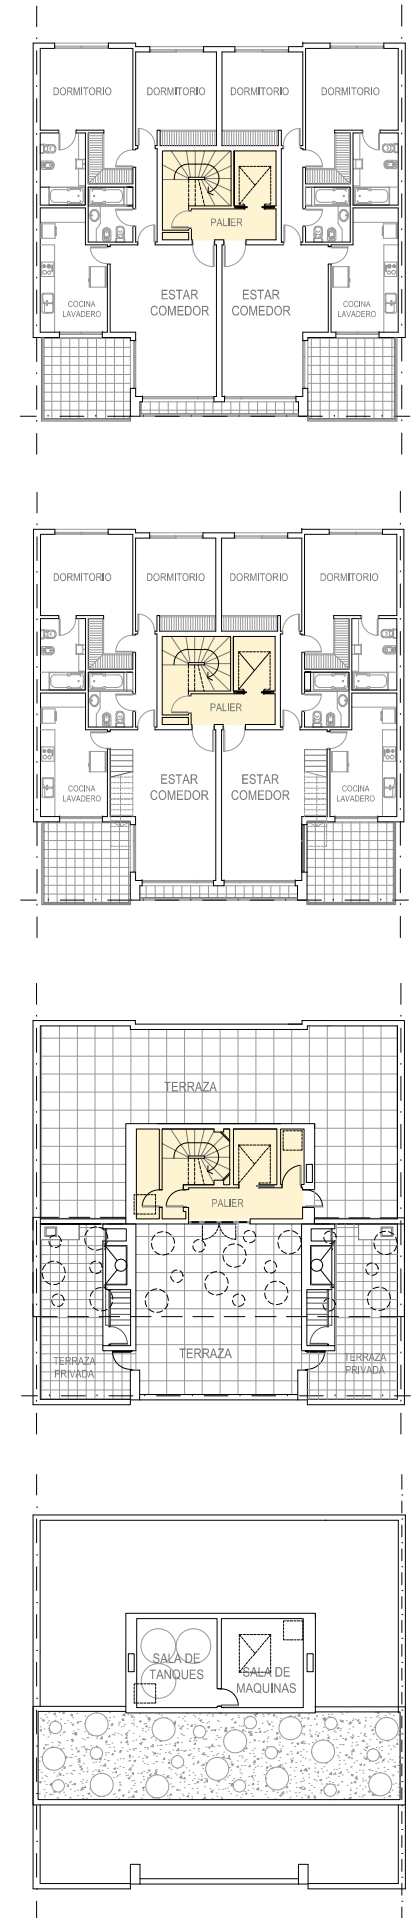 DORMITORIO
DORMITORIO
DORMITORIO
DORMITORIO
PALIER
ESTAR
COMEDOR
ESTAR
COMEDOR
COCINA
LAVADERO
COCINA
LAVADERO
DORMITORIO
DORMITORIO
DORMITORIO
DORMITORIO
PALIER
ESTAR
COMEDOR
ESTAR
COMEDOR
COCINA
LAVADERO
COCINA
LAVADERO
TERRAZA
PALIER
TERRAZA
TERRAZA
PRIVADA
TERRAZA
PRIVADA
SALA DE
TANQUES
SALA DE
MAQUINAS